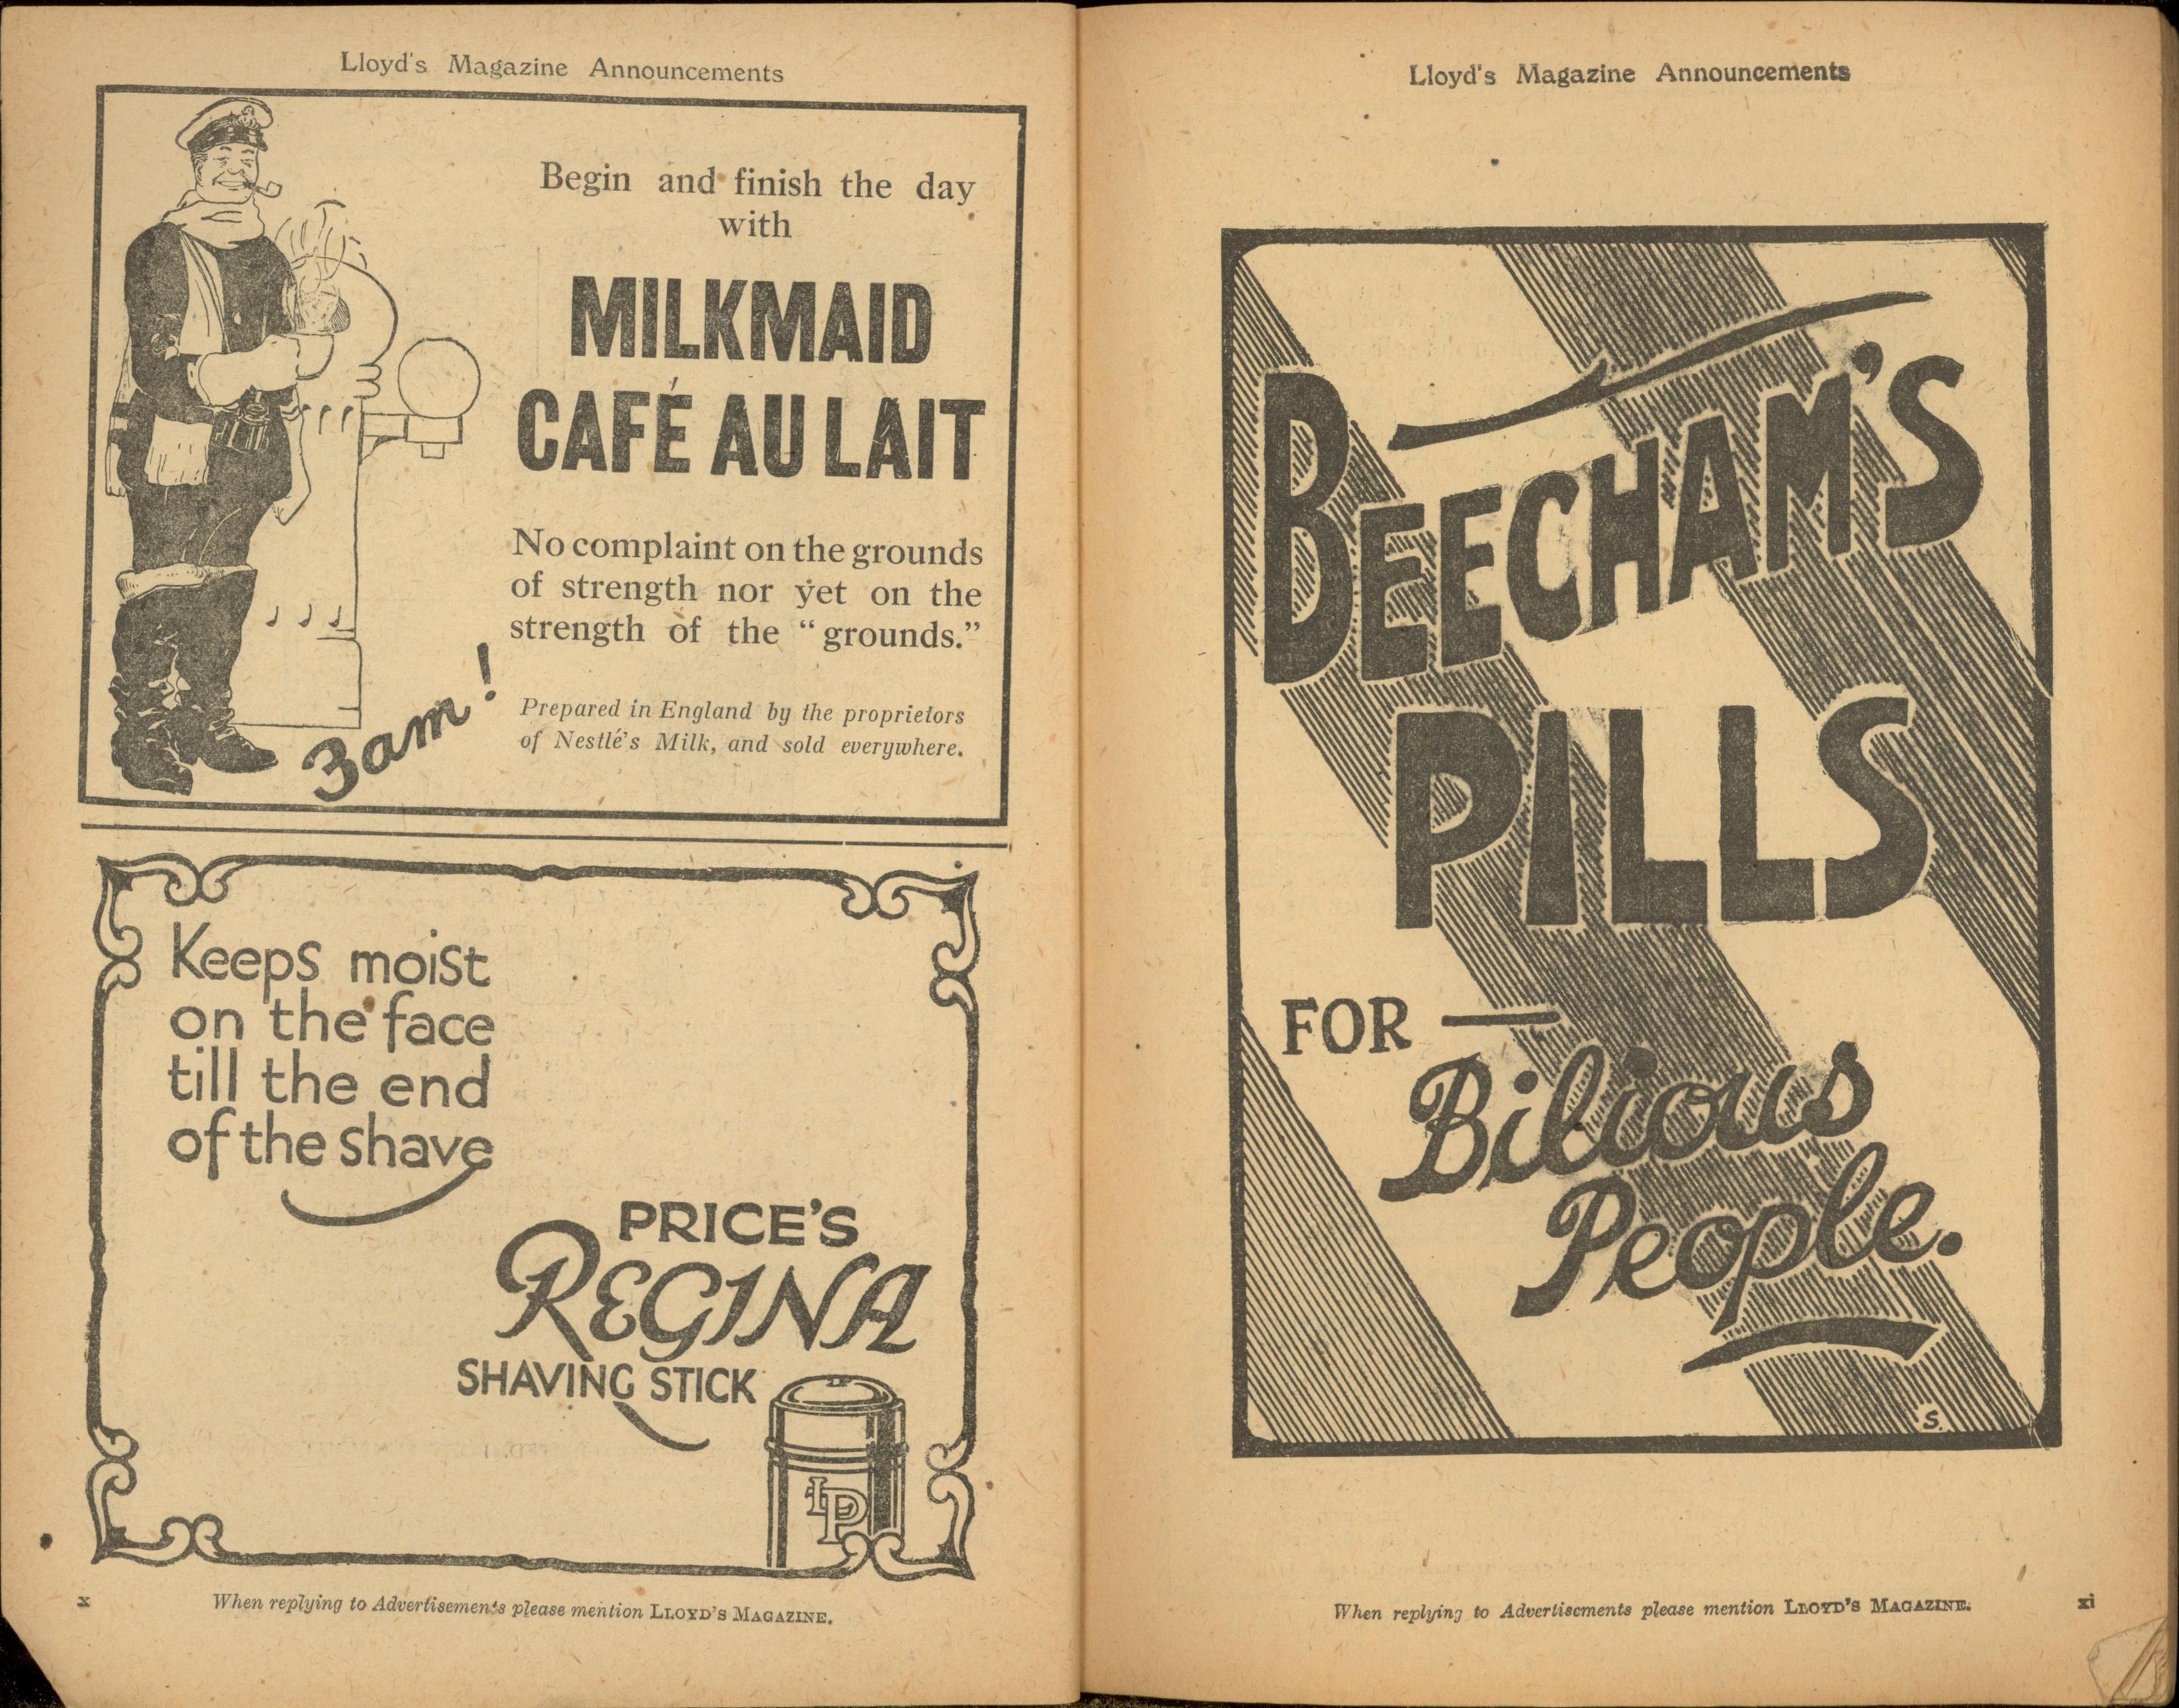 Lloyd's Magazine Announcements
Begin and finish the day
with
MILKMAID
CAFÉ AU LAIT
No complaint on the grounds
of strength nor yet on the
strength of the “grounds.”
Prepared in England by the proprietors
of Nestlé's Milk, and sold everywhere.
3am!
Keeps moist
on the face
till the end
of the shave
PRICE'S
REGINA
SHAVING STICK
LP
x
When replying to Advertisements please mention LLOYD'S MAGAZINE.
Lloyd's Magazine Announcements
BEECHAM'S
PILLS
FOR —
Bilious
People.
S.
When replying to Advertisements please mention LLOYD'S MAGAZINE.
xi